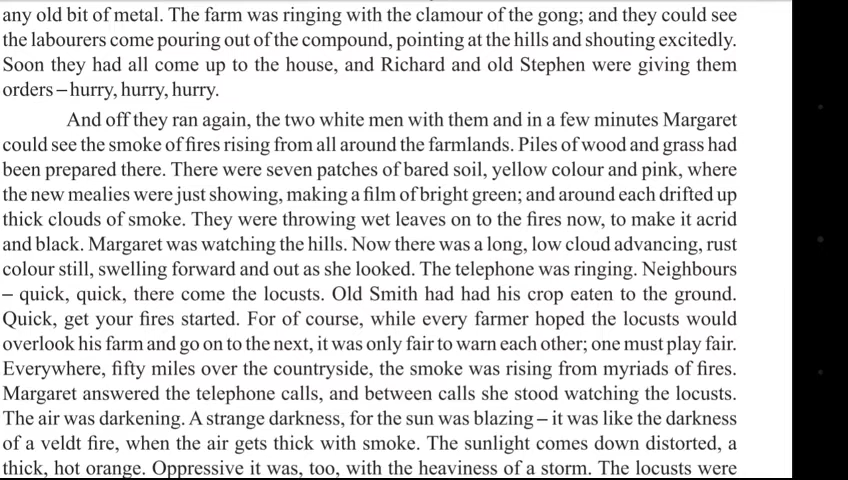 any old bit of metal. The farm was ringing with the clamour of the gong; and they could see
the labourers come pouring out of the compound, pointing at the hills and shouting excitedly.
Soon they had all come up to the house, and Richard and old Stephen were giving them
orders – hurry, hurry, hurry.
And off they ran again, the two white men with them and in a few minutes Margaret
could see the smoke of fires rising from all around the farmlands. Piles of wood and grass had
been prepared there. There were seven patches of bared soil, yellow colour and pink, where
the new mealies were just showing, making a film of bright green; and around each drifted up
thick clouds of smoke. They were throwing wet leaves on to the fires now, to make it acrid
and black. Margaret was watching the hills. Now there was a long, low cloud advancing, rust
colour still, swelling forward and out as she looked. The telephone was ringing. Neighbours
– quick, quick, there come the locusts. Old Smith had had his crop eaten to the ground.
Quick, get your fires started. For of course, while every farmer hoped the locusts would
overlook his farm and go on to the next, it was only fair to warn each other; one must play fair.
Everywhere, fifty miles over the countryside, the smoke was rising from myriads of fires.
Margaret answered the telephone calls, and between calls she stood watching the locusts.
The air was darkening. A strange darkness, for the sun was blazing – it was like the darkness
of a veldt fire, when the air gets thick with smoke. The sunlight comes down distorted, a
thick, hot orange. Oppressive it was, too, with the heaviness of a storm. The locusts were